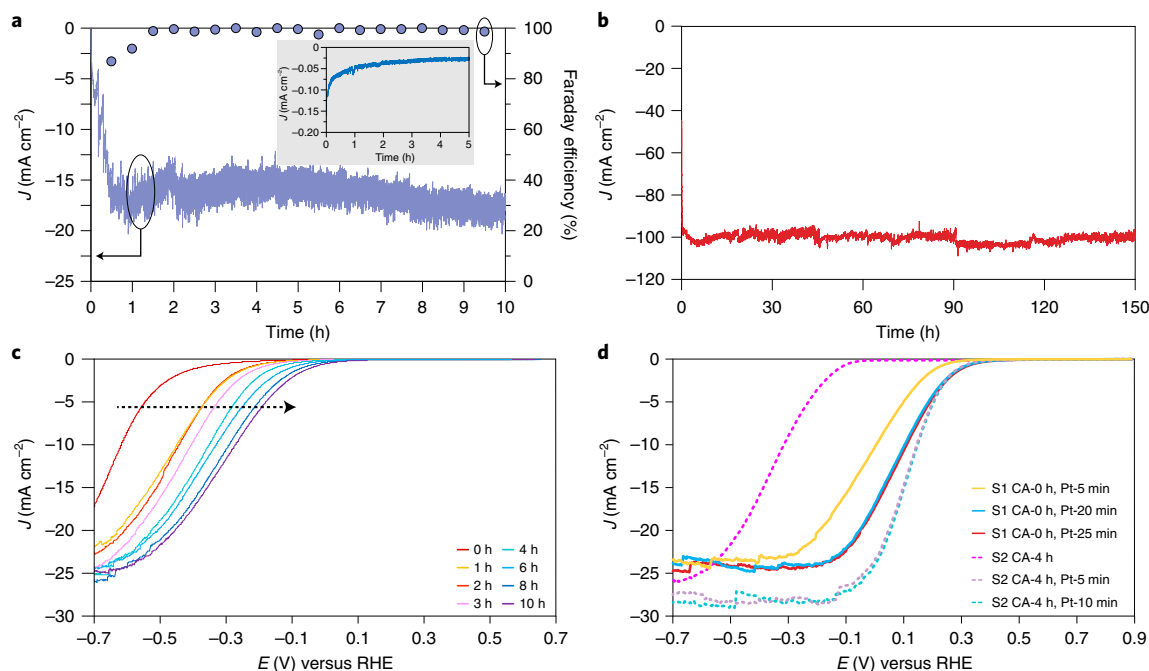 a
0
−5
−10
−15
−20
−25
J (mA cm−2)
0 1 2 3 4 5 6 7 8 9 10
Time (h)
100
80
60
40
20
0
Faraday efficiency (%)
0
−0.05
−0.10
−0.15
−0.20
J (mA cm−2)
0 1 2 3 4 5
Time (h)
b
0
−20
−40
−60
−80
−100
−120
J (mA cm−2)
0 30 60 90 120 150
Time (h)
c
0
−5
−10
−15
−20
−25
−30
J (mA cm−2)
0 h 4 h
1 h 6 h
2 h 8 h
3 h 10 h
−0.7 −0.5 −0.3 −0.1 0.1 0.3 0.5 0.7
E (V) versus RHE
d
0
−5
−10
−15
−20
−25
−30
J (mA cm−2)
S1 CA-0 h, Pt-5 min
S1 CA-0 h, Pt-20 min
S1 CA-0 h, Pt-25 min
S2 CA-4 h
S2 CA-4 h, Pt-5 min
S2 CA-4 h, Pt-10 min
−0.7 −0.5 −0.3 −0.1 0.1 0.3 0.5 0.7 0.9
E (V) versus RHE